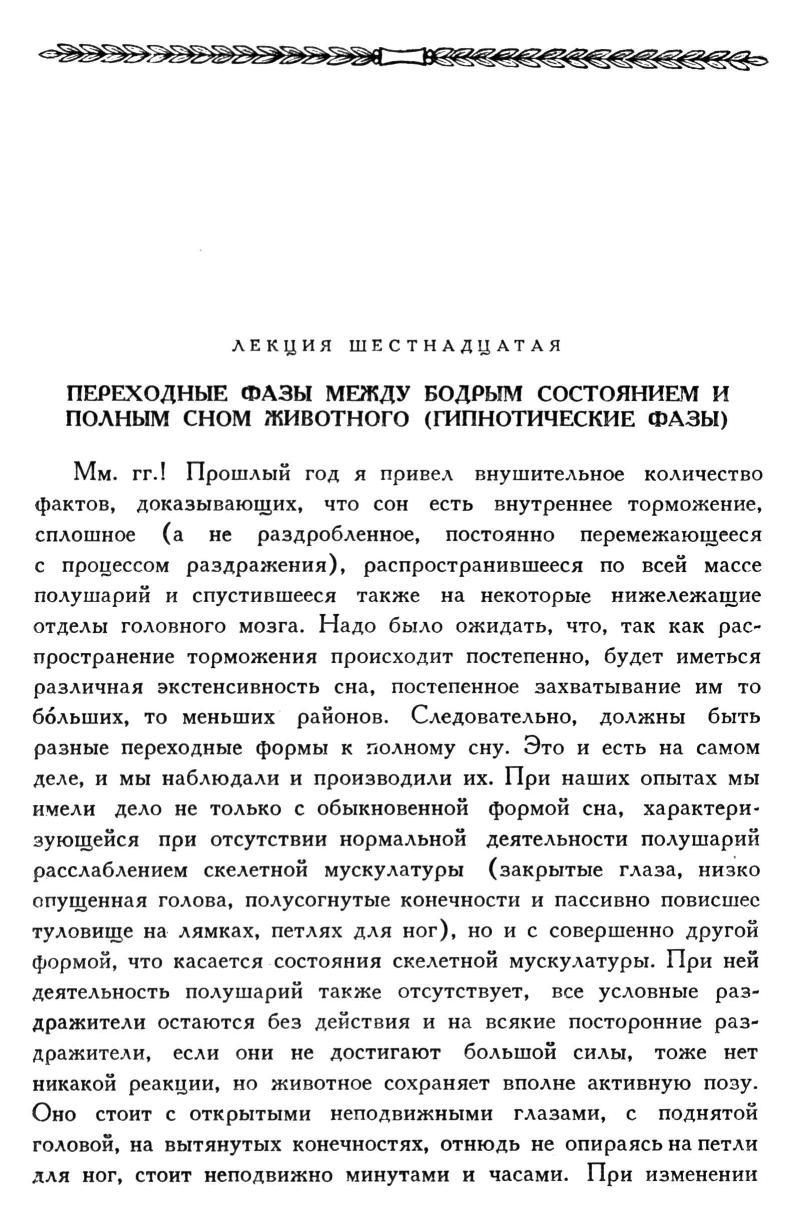 ЛЕКЦИЯ ШЕСТНАДЦАТАЯ
ПЕРЕХОДНЫЕ ФАЗЫ МЕЖДУ БОДРЫМ СОСТОЯНИЕМ И
ПОЛНЫМ СНОМ ЖИВОТНОГО (ГИПНОТИЧЕСКИЕ ФАЗЫ)
Мм. гг.! Прошлый год я привел внушительное количество
фактов, доказывающих, что сон есть внутреннее торможение,
сплошное (а не раздробленное, постоянно перемежающееся
с процессом раздражения), распространившееся по всей массе
полушарий и спустившееся также на некоторые нижележащие
отделы головного мозга. Надо было ожидать, что, так как рас-
пространение торможения происходит постепенно, будет иметься
различная экстенсивность сна, постепенное захватывание им то
бо́льших, то меньших районов. Следовательно, должны быть
разные переходные формы к полному сну. Это и есть на самом
деле, и мы наблюдали и производили их. При наших опытах мы
имели дело не только с обыкновенной формой сна, характери-
зующейся при отсутствии нормальной деятельности полушарий
расслаблением скелетной мускулатуры (закрытые глаза, низко
опущенная голова, полусогнутые конечности и пассивно повисшее
туловище на лямках, петлях для ног), но и с совершенно другой
формой, что касается состояния скелетной мускулатуры. При ней
деятельность полушарий также отсутствует, все условные раз-
дражители остаются без действия и на всякие посторонние раз-
дражители, если они не достигают большой силы, тоже нет
никакой реакции, но животное сохраняет вполне активную позу.
Оно стоит с открытыми неподвижными глазами, с поднятой
головой, на вытянутых конечностях, отнюдь не опираясь на петли
для ног, стоит неподвижно минутами и часами. При изменении